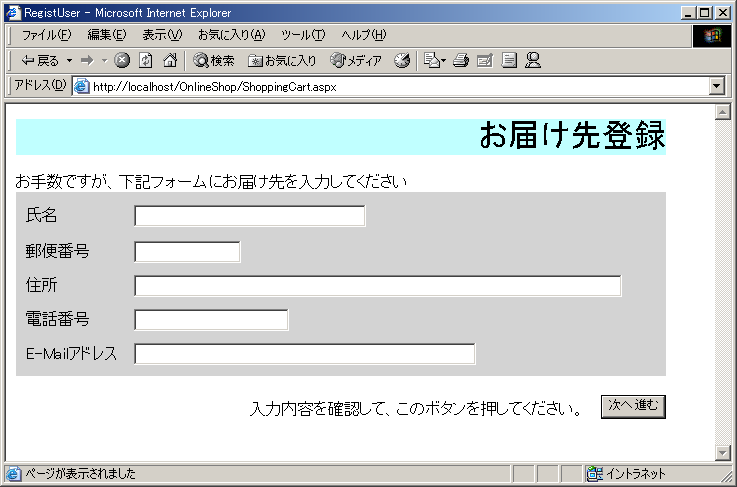 RegistUser - Microsoft Internet Explorer
ファイル(F) 編集(E) 表示(V) お気に入り(A) ツール(T) ヘルプ(H)
戻る 検索 お気に入り メディア
アドレス(D) http://localhost/OnlineShop/ShoppingCart.aspx
お届け先登録
お手数ですが、下記フォームにお届け先を入力してください
氏名
郵便番号
住所
電話番号
E-Mailアドレス
入力内容を確認して、このボタンを押してください。 次へ進む
ページが表示されました イントラネット